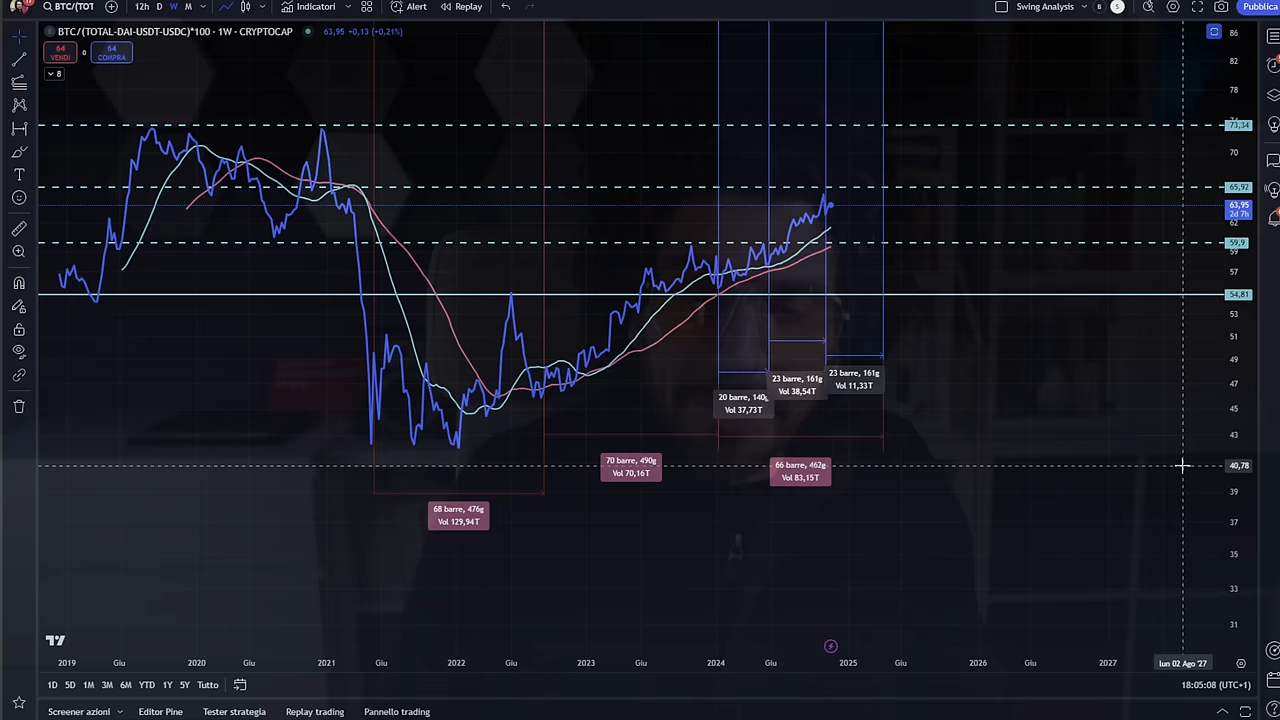 BTC/(TOT
12h D W M
Indicatori
Alert
Replay
Swing Analysis
B S
Pubblica
BTC/(TOTAL-DAI-USDT-USDC)*100 · 1W · CRYPTOCAP
63,95 +0,13 (+0,21%)
64
VENDI
0
64
COMPRA
8
86
82
78
73,34
70
65,92
63,95
2d 7h
62
59,9
59
57
54,81
53
51
49
47
45
43
40,78
39
37
35
33
31
23 barre, 161g
Vol 11,33T
23 barre, 161g
Vol 38,54T
20 barre, 140g
Vol 37,73T
70 barre, 490g
Vol 70,16T
66 barre, 462g
Vol 83,15T
68 barre, 476g
Vol 129,94T
2019 Giu 2020 Giu 2021 Giu 2022 Giu 2023 Giu 2024 Giu 2025 Giu 2026 Giu 2027 lun 02 Ago '27
1D 5D 1M 3M 6M YTD 1Y 5Y Tutto
18:05:08 (UTC+1)
Screener azioni
Editor Pine
Tester strategia
Replay trading
Pannello trading